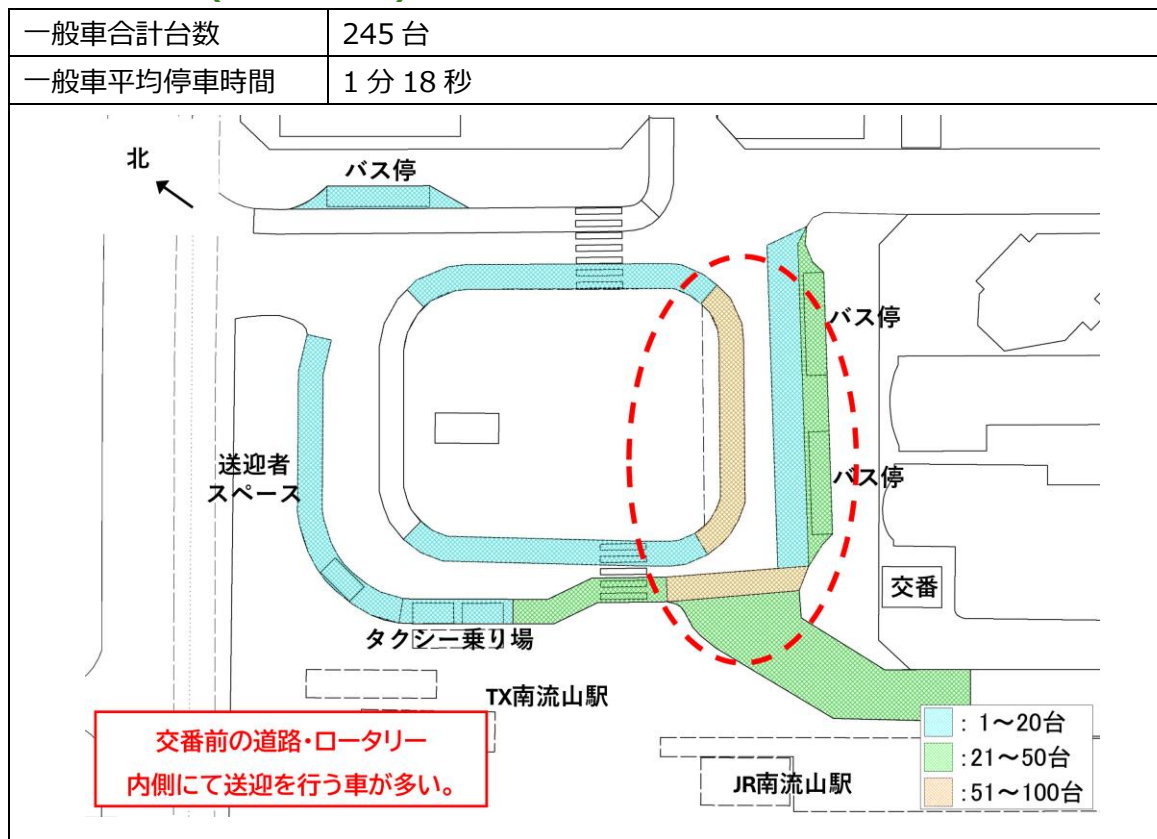 一般車合計台数 245 台
一般車平均停車時間 1 分 18 秒
北
バス停
バス停
バス停
送迎者
スペース
交番
タクシー乗り場
TX南流山駅
交番前の道路・ロータリー
内側にて送迎を行う車が多い。
JR南流山駅
: 1～20台
:21～50台
:51～100台